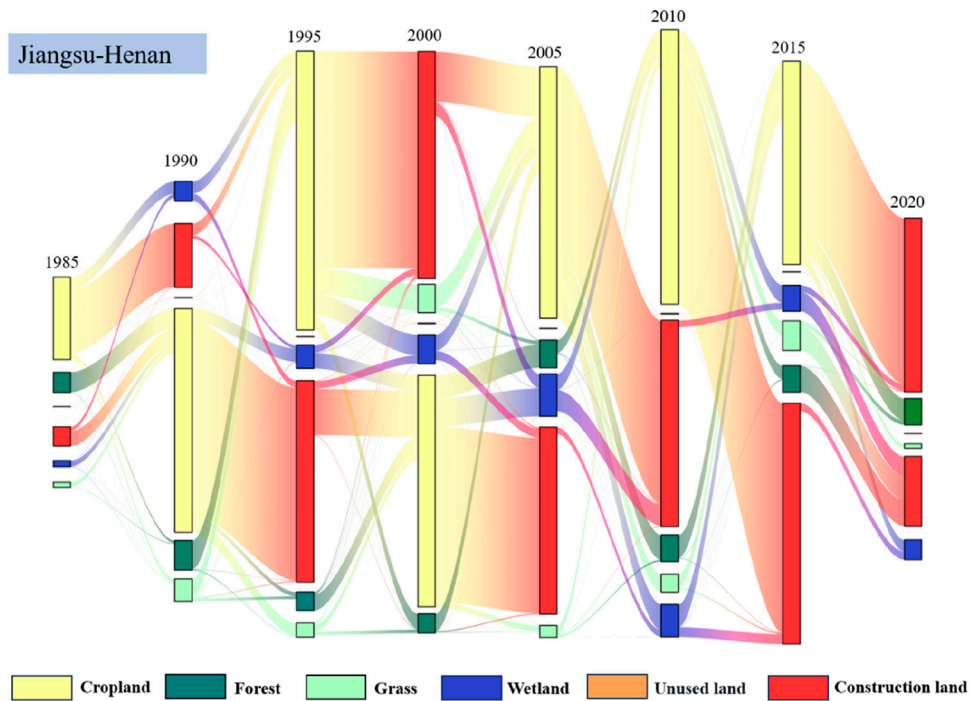 Jiangsu-Henan
1985
1990
1995
2000
2005
2010
2015
2020
Cropland
Forest
Grass
Wetland
Unused land
Construction land